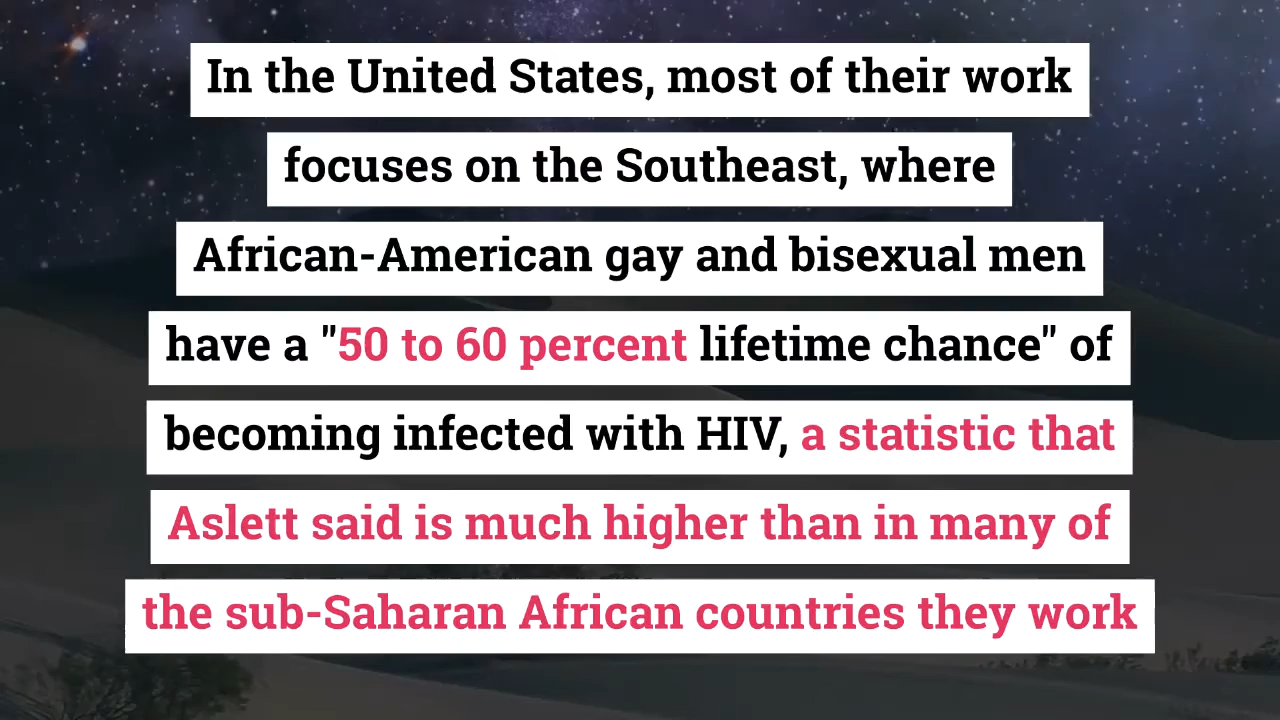 In the United States, most of their work
focuses on the Southeast, where
African-American gay and bisexual men
have a "50 to 60 percent lifetime chance" of
becoming infected with HIV, a statistic that
Aslett said is much higher than in many of
the sub-Saharan African countries they work